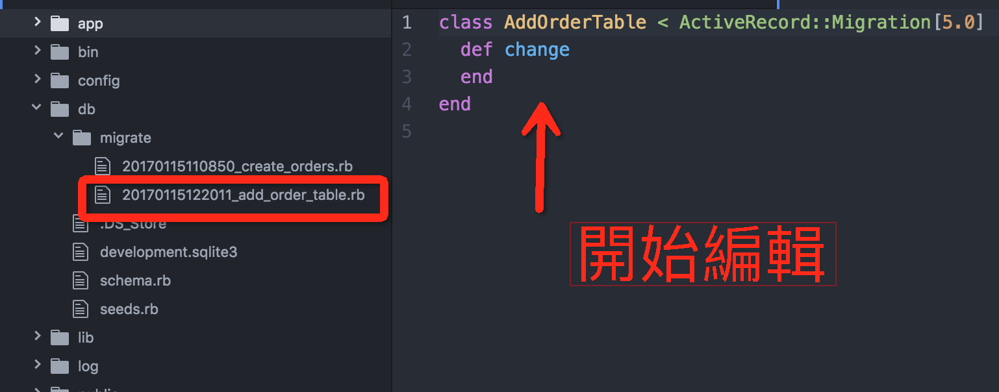 app
bin
config
db
migrate
20170115110850_create_orders.rb
20170115122011_add_order_table.rb
.DS_Store
development.sqlite3
schema.rb
seeds.rb
lib
log
1 class AddOrderTable < ActiveRecord::Migration[5.0]
2 def change
3 end
4 end
5
開始編輯